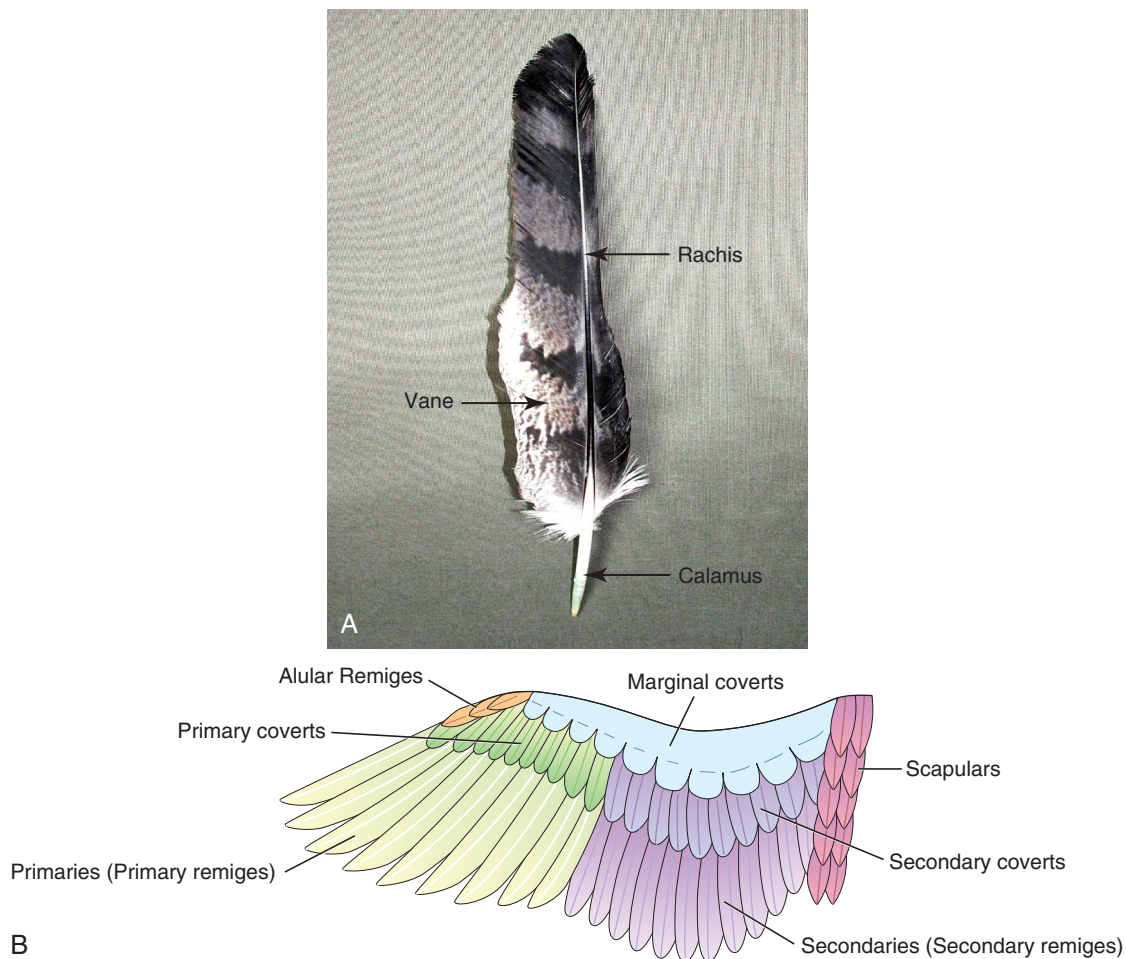 Rachis
Vane
Calamus
A
Alular Remiges
Marginal coverts
Primary coverts
Scapulars
Secondary coverts
Primaries (Primary remiges)
Secondaries (Secondary remiges)
B